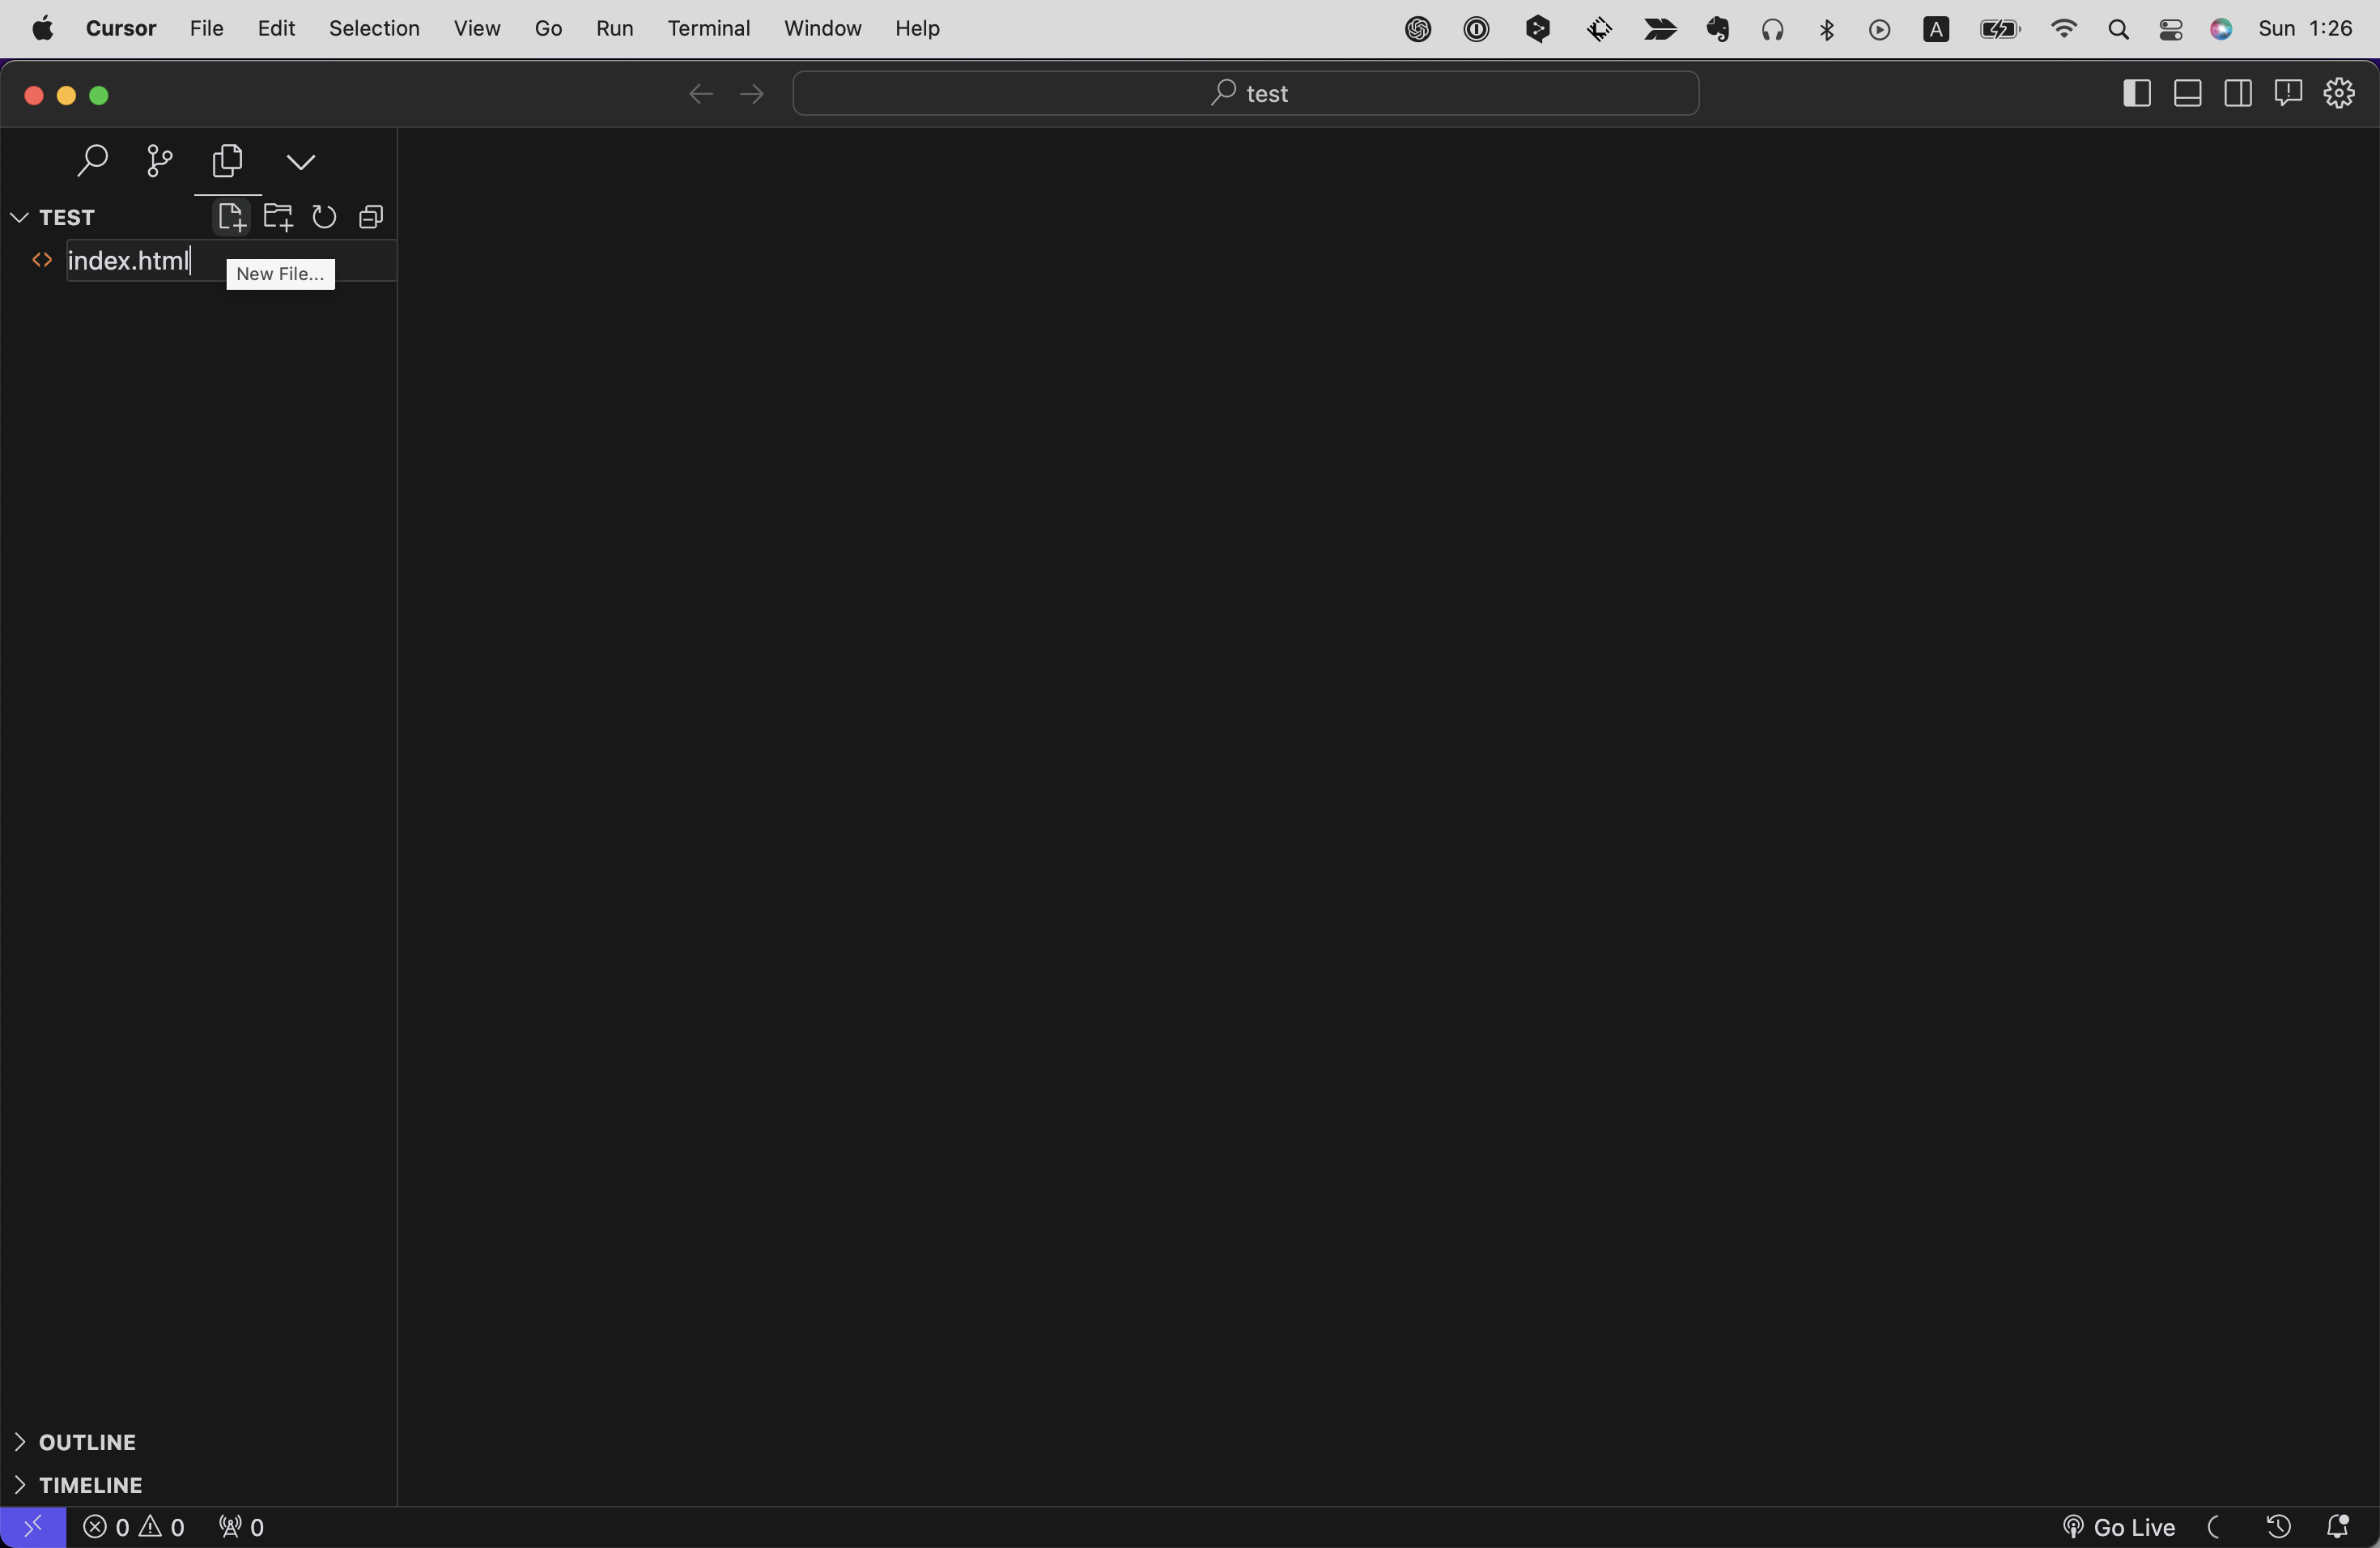 Cursor File Edit Selection View Go Run Terminal Window Help A Sun 1:26
test
TEST
index.html
New File...
OUTLINE
TIMELINE
0 0 0 Go Live